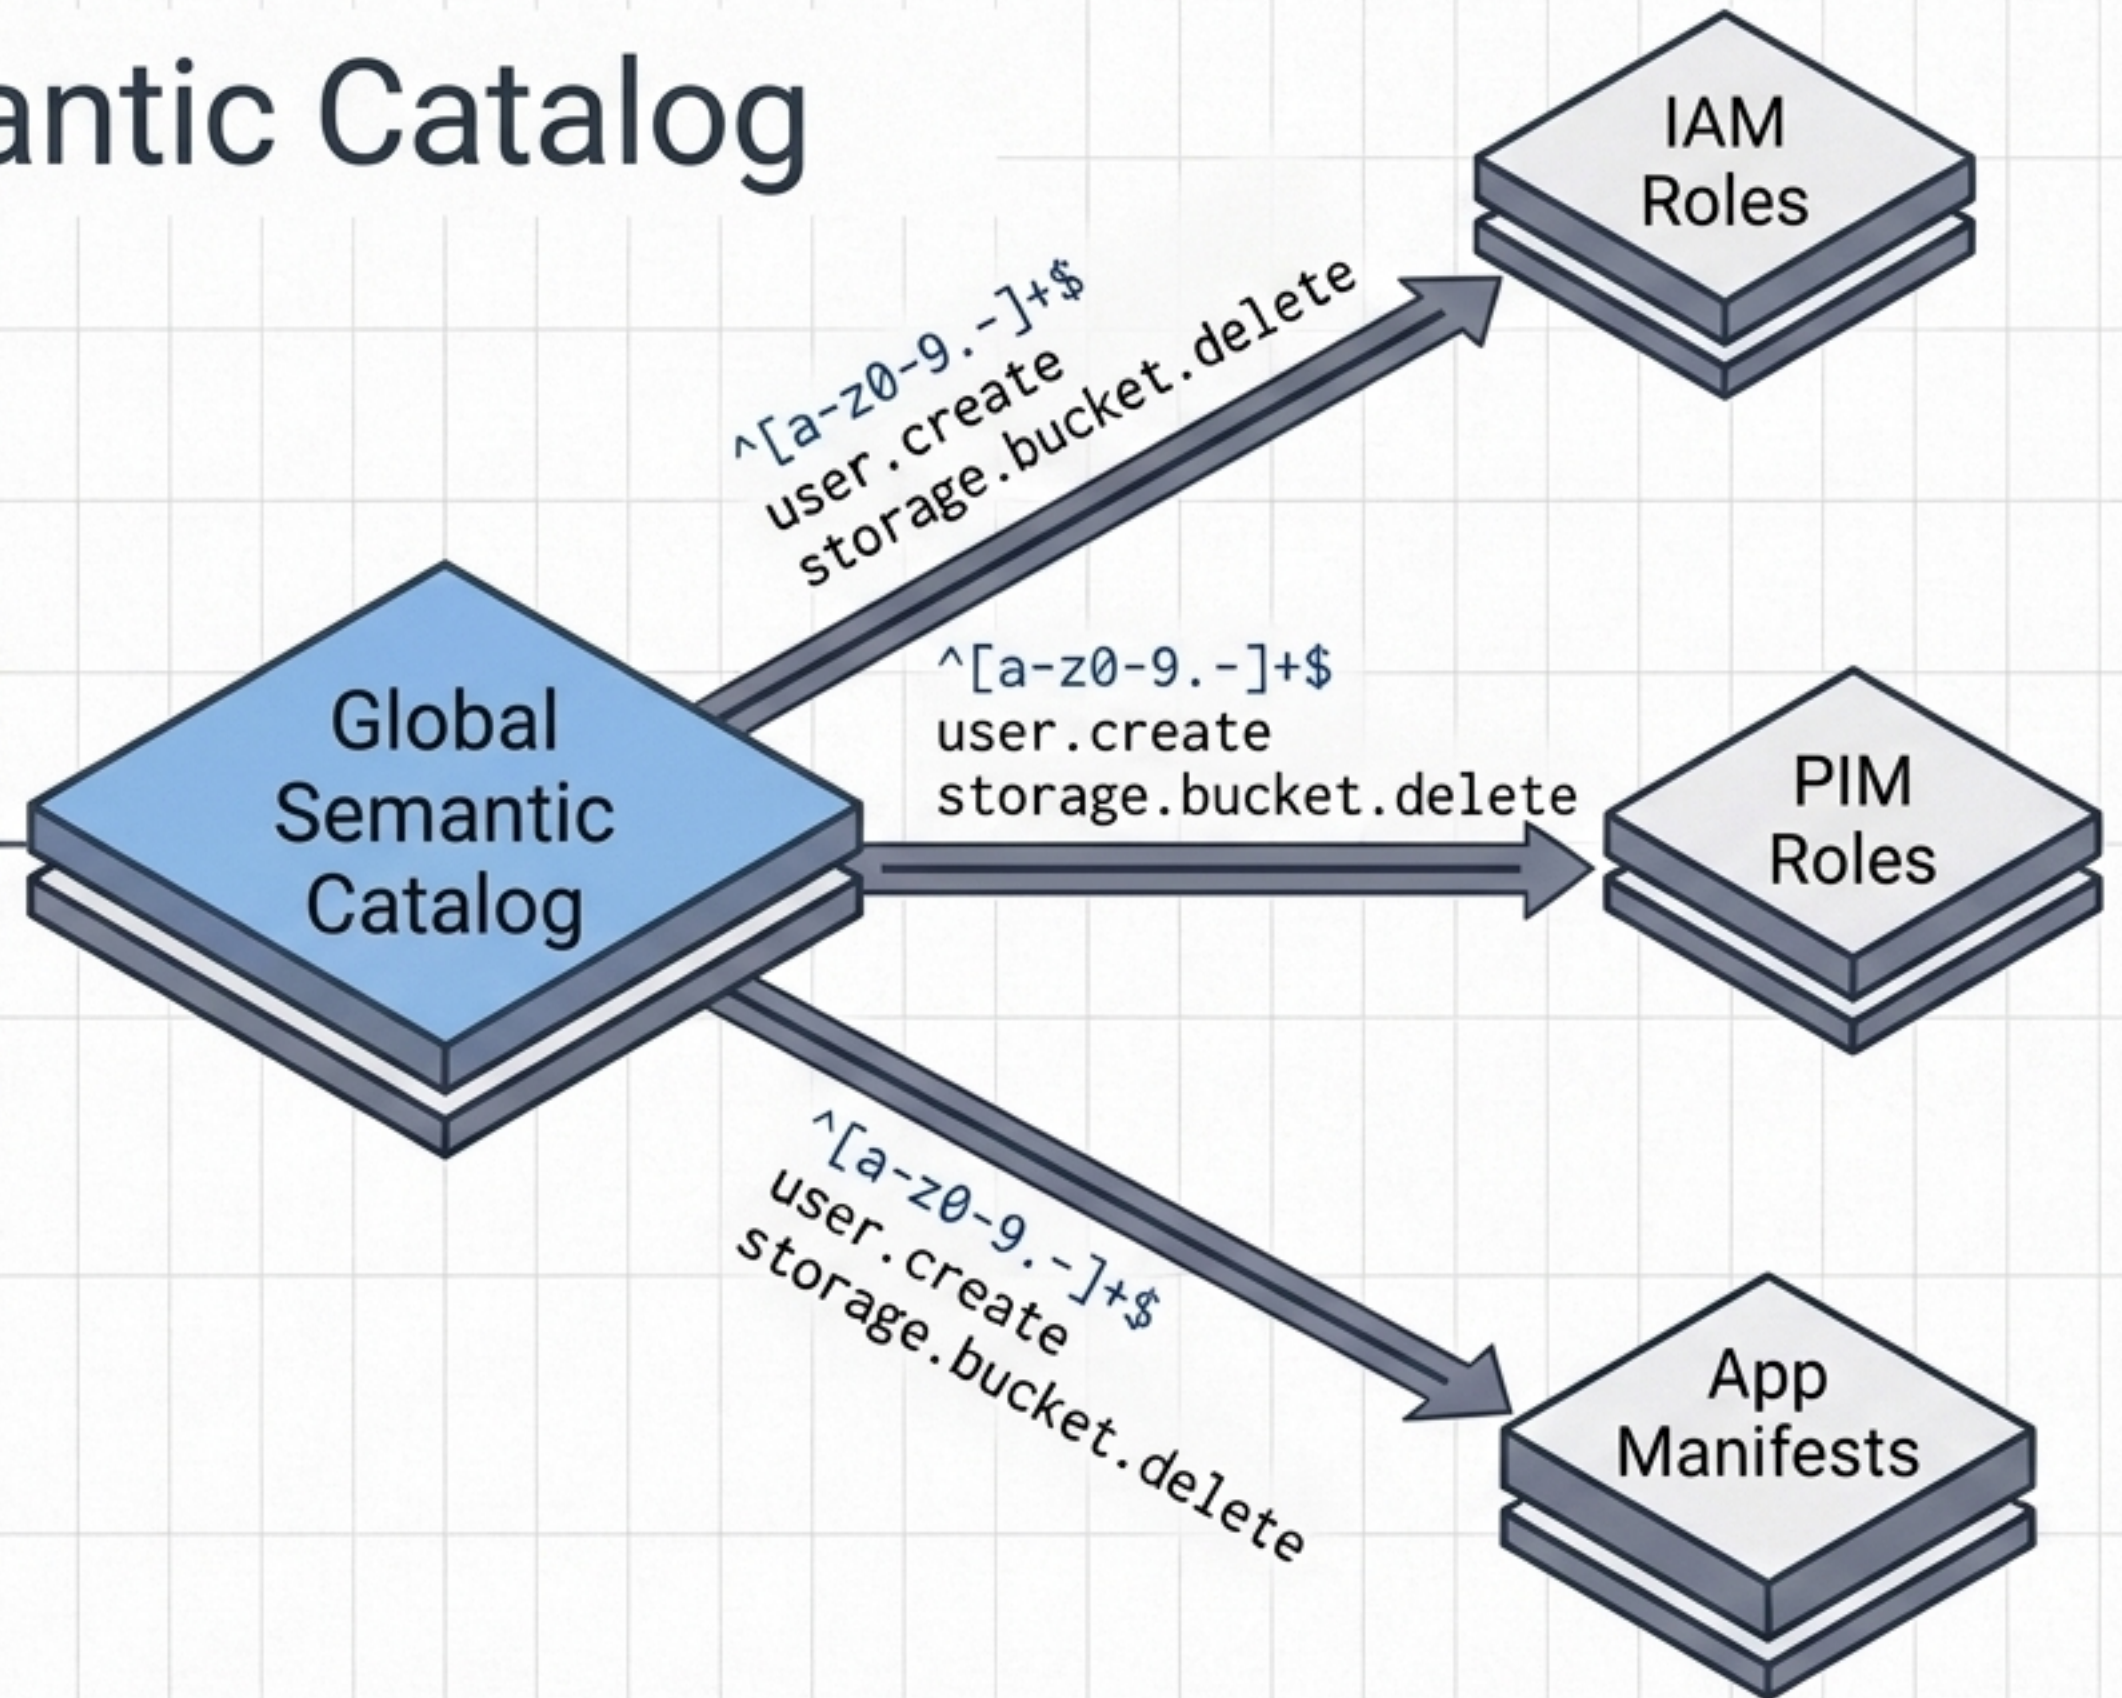 antic Catalog
IAM
Roles
^[a-z0-9.-]+$
user.create
storage.bucket.delete
Global
Semantic
Catalog
^[a-z0-9.-]+$
user.create
storage.bucket.delete
PIM
Roles
^[a-z0-9.-]+$
user.create
storage.bucket.delete
App
Manifests